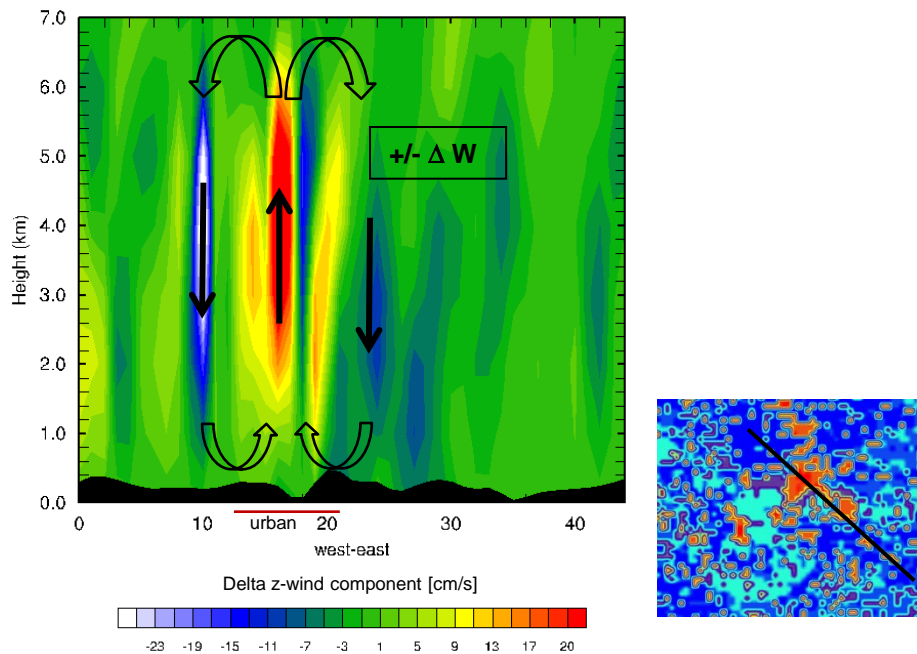 7.0
6.0
5.0
4.0
3.0
2.0
1.0
0.0
Height (km)
+/- Δ W
0 10 20 30 40
urban
west-east
Delta z-wind component [cm/s]
-23 -19 -15 -11 -7 -3 1 5 9 13 17 20